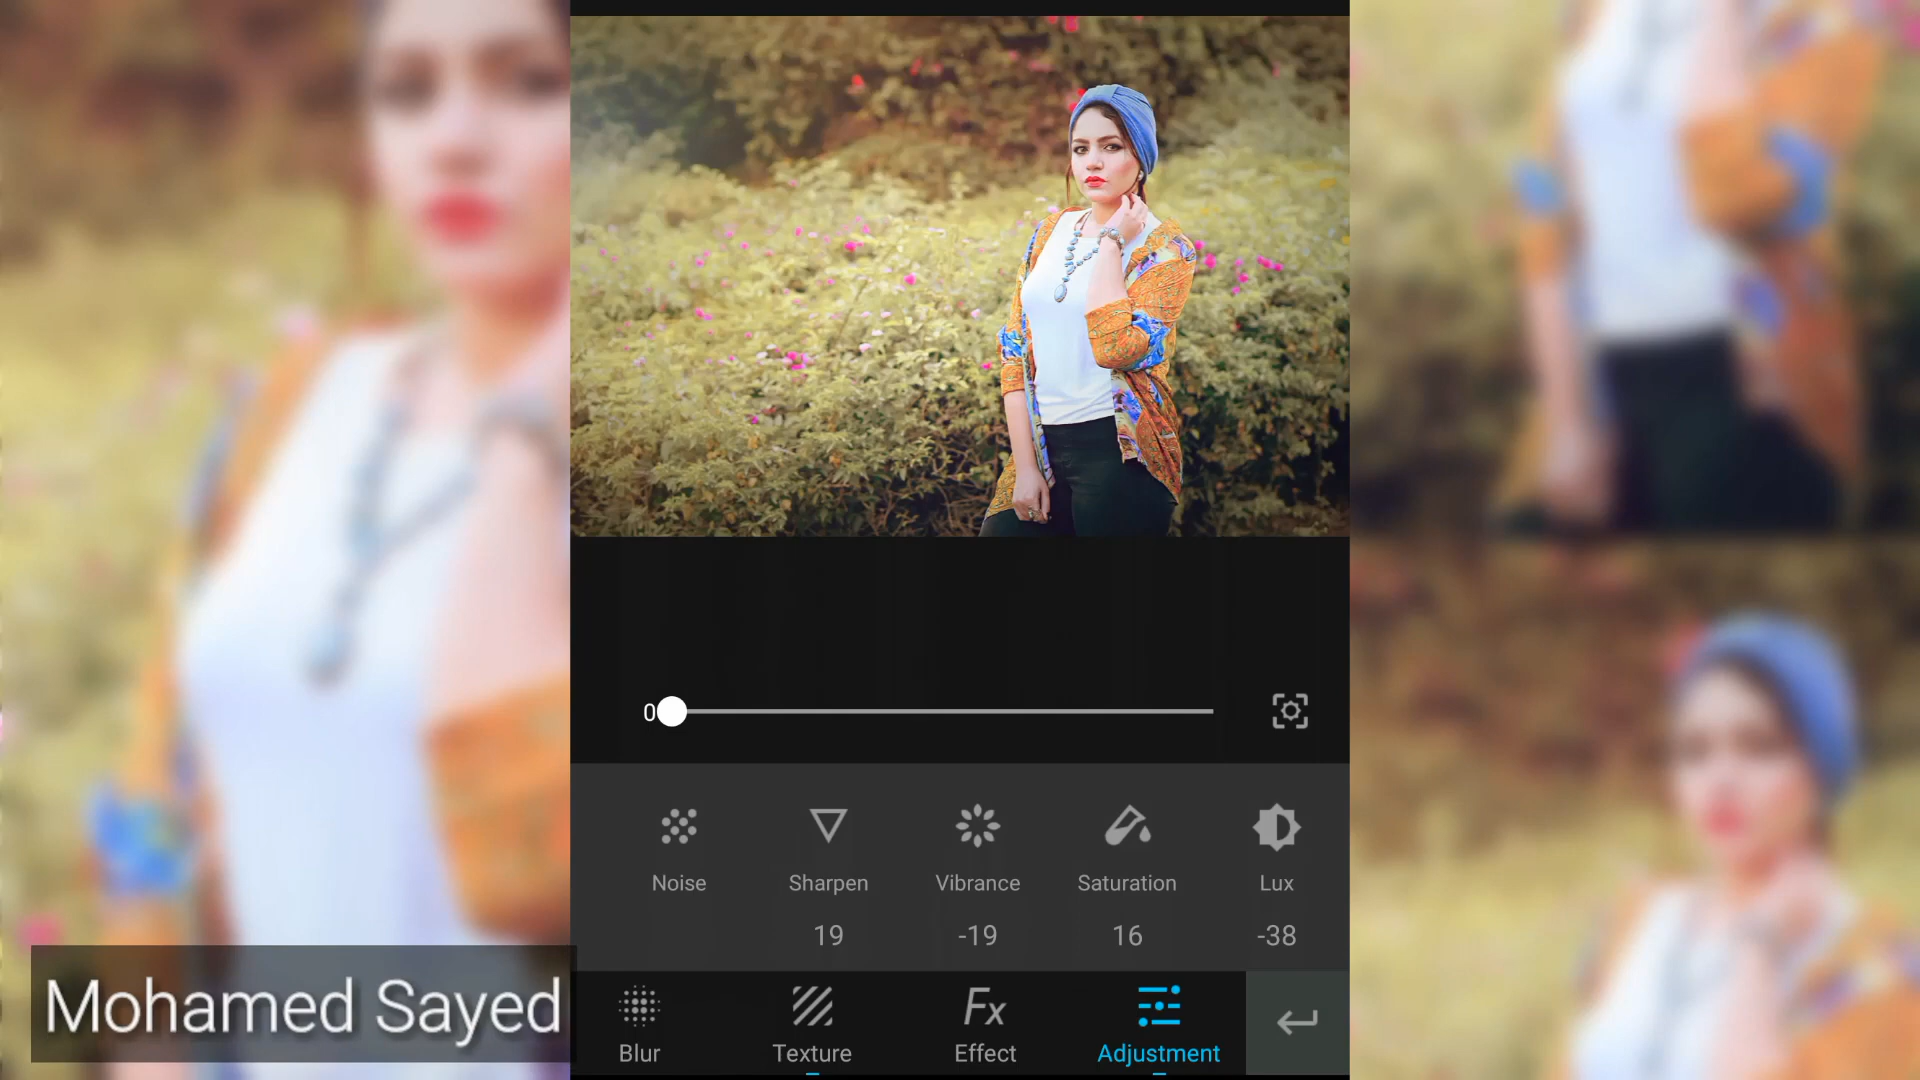 0
Noise Sharpen Vibrance Saturation Lux
19 -19 16 -38
Mohamed Sayed
Blur Texture Fx Effect Adjustment